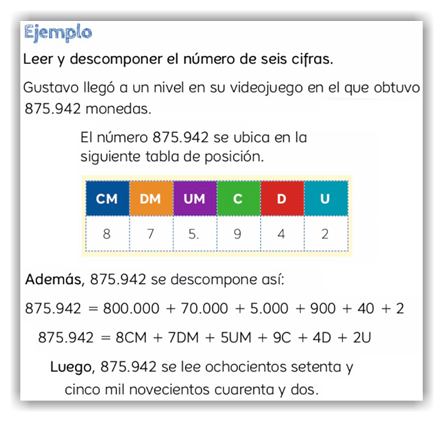 Ejemplo
Leer y descomponer el número de seis cifras.
Gustavo llegó a un nivel en su videojuego en el que obtuvo
875.942 monedas.
El número 875.942 se ubica en la
siguiente tabla de posición.
CM DM UM C D U
8 7 5. 9 4 2
Además, 875.942 se descompone así:
875.942 = 800.000 + 70.000 + 5.000 + 900 + 40 + 2
875.942 = 8CM + 7DM + 5UM + 9C + 4D + 2U
Luego, 875.942 se lee ochocientos setenta y
cinco mil novecientos cuarenta y dos.